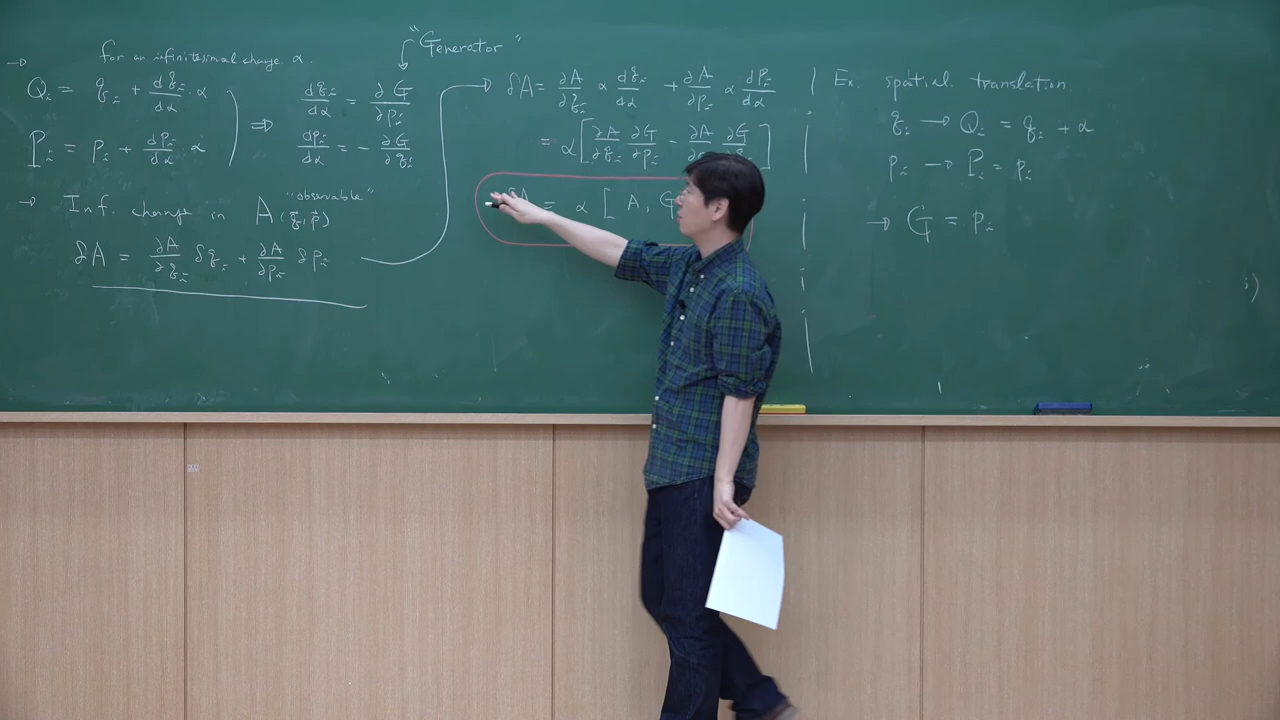 → for an infinitesimal change α.
Qᵢ = qᵢ + dqᵢ/dα · α
Pᵢ = pᵢ + dpᵢ/dα α
⇒
"Generator"
dqᵢ/dα = ∂G/∂pᵢ
dpᵢ/dα = - ∂G/∂qᵢ
→ Inf. change in A(q, p)
"observable"
δA = ∂A/∂qᵢ δqᵢ + ∂A/∂pᵢ δpᵢ
→ δA = ∂A/∂qᵢ α dqᵢ/dα + ∂A/∂pᵢ α dPᵢ/dα
= α [ ∂A/∂qᵢ ∂G/∂pᵢ - ∂A/∂ ∂G/∂qᵢ ]
δA = α [ A, G
Ex. spatial translation.
qᵢ → Qᵢ = qᵢ + α
pᵢ → Pᵢ = pᵢ
→ G = pᵢ